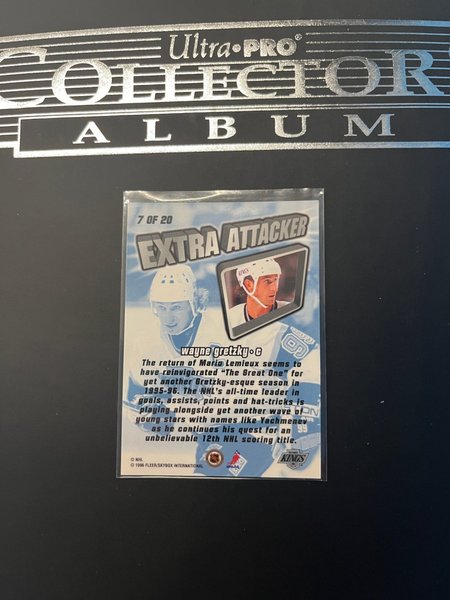 Ultra•PRO®
COLLECTOR
ALBUM
7 OF 20
EXTRA ATTACKER
KINGS
wayne gretzky • c
The return of Mario Lemieux seems to
have reinvigorated "The Great One" for
yet another Gretzky-esque season in
1995-96. The NHL's all-time leader in
goals, assists, points and hat-tricks is
playing alongside yet another wave of
young stars with names like Yachmenev
as he continues his quest for an
unbelievable 12th NHL scoring title.
99
© NHL
© 1996 FLEER/SKYBOX INTERNATIONAL
KINGS